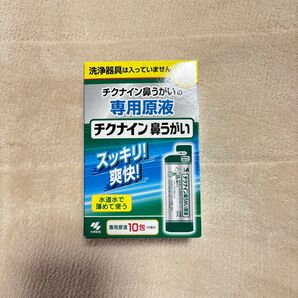 洗浄器具は入っていません
チクナイン鼻うがいの
専用原液
チクナイン 鼻うがい
スッキリ!
爽快!
水道水で
薄めて使う
専用原液 10包